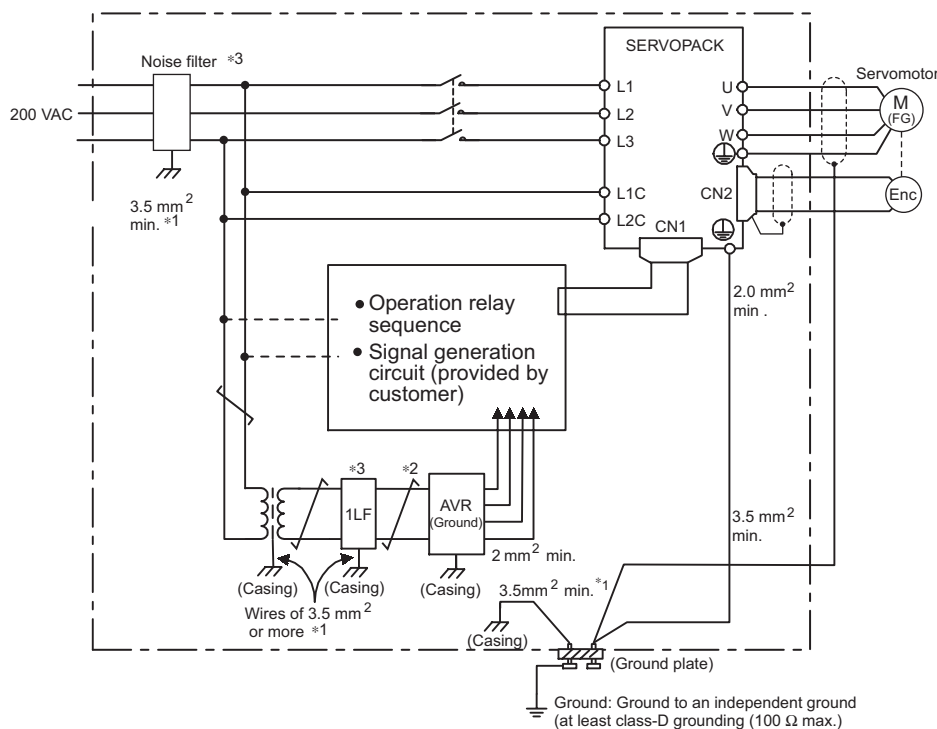 SERVOPACK
Noise filter *3
Servomotor
200 VAC
L1
L2
L3
U
V
W
M
(FG)
3.5 mm²
min. *1
L1C
L2C
CN2
Enc
CN1
2.0 mm²
min .
● Operation relay
sequence
● Signal generation
circuit (provided by
customer)
*3
*2
1LF
AVR
(Ground)
2 mm² min.
3.5 mm²
min.
(Casing)
(Casing)
(Casing)
Wires of 3.5 mm²
or more *1
3.5mm² min.*1
(Casing)
(Ground plate)
Ground: Ground to an independent ground
(at least class-D grounding (100 Ω max.)